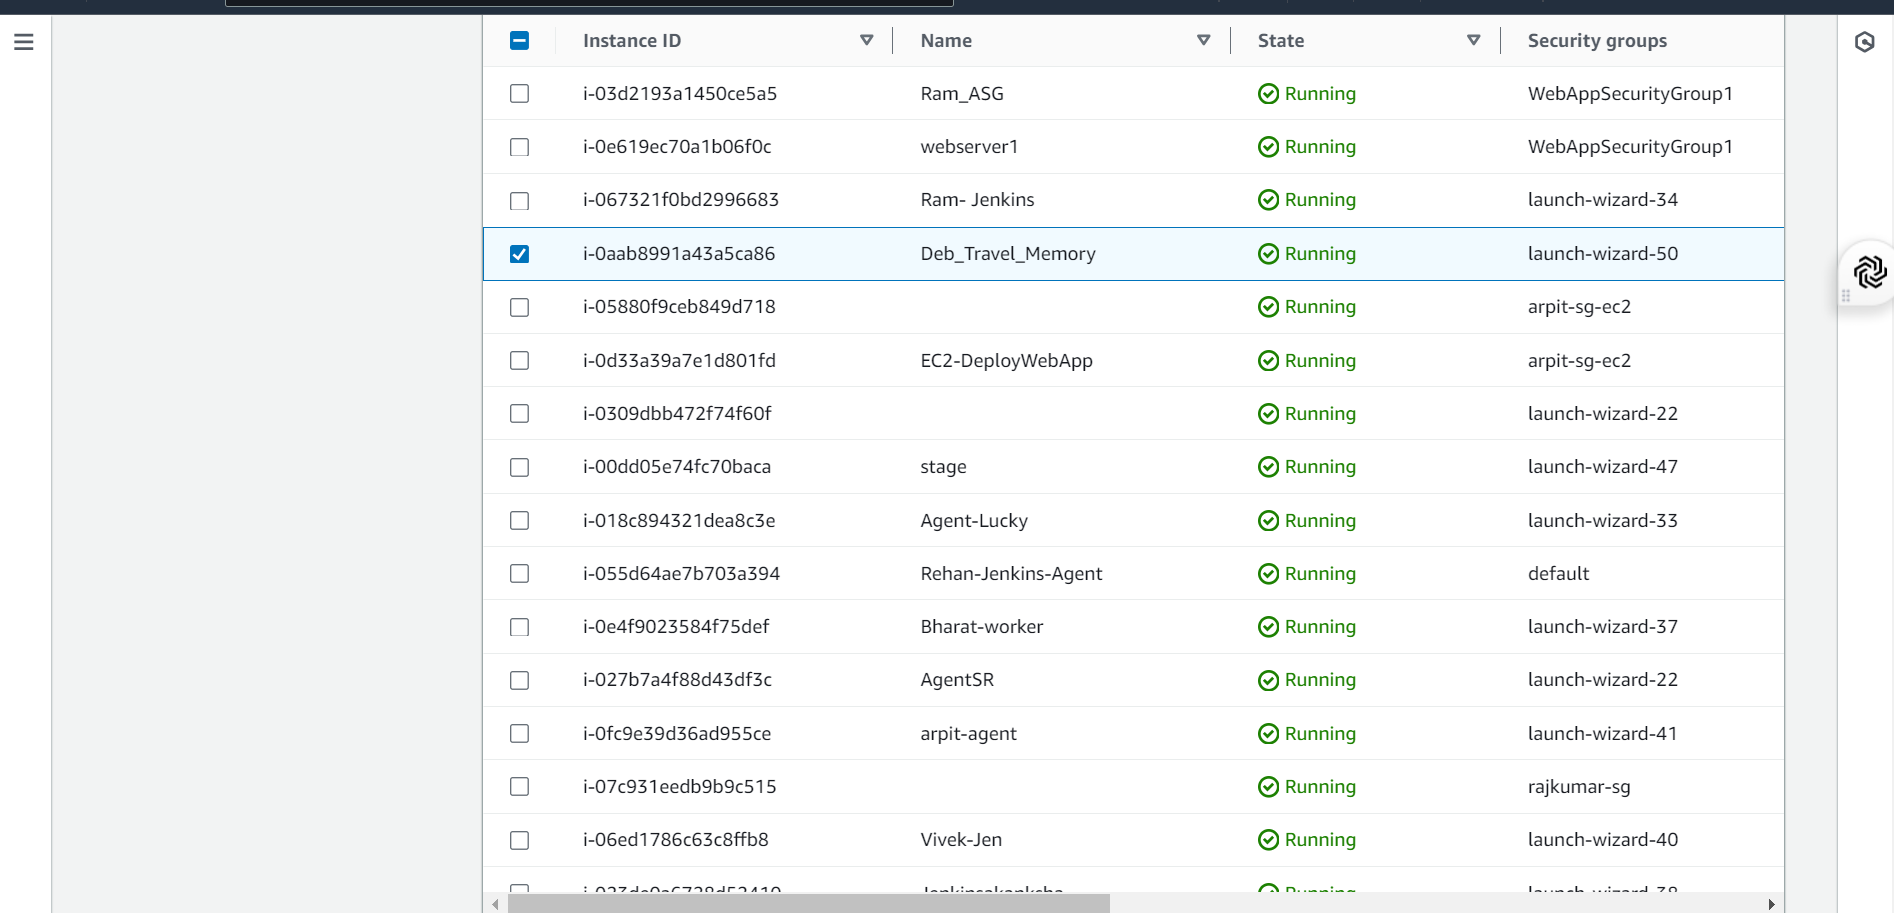 Instance ID Name State Security groups
i-03d2193a1450ce5a5 Ram_ASG Running WebAppSecurityGroup1
i-0e619ec70a1b06f0c webserver1 Running WebAppSecurityGroup1
i-067321f0bd2996683 Ram- Jenkins Running launch-wizard-34
i-0aab8991a43a5ca86 Deb_Travel_Memory Running launch-wizard-50
i-05880f9ceb849d718 Running arpit-sg-ec2
i-0d33a39a7e1d801fd EC2-DeployWebApp Running arpit-sg-ec2
i-0309dbb472f74f60f Running launch-wizard-22
i-00dd05e74fc70baca stage Running launch-wizard-47
i-018c894321dea8c3e Agent-Lucky Running launch-wizard-33
i-055d64ae7b703a394 Rehan-Jenkins-Agent Running default
i-0e4f9023584f75def Bharat-worker Running launch-wizard-37
i-027b7a4f88d43df3c AgentSR Running launch-wizard-22
i-0fc9e39d36ad955ce arpit-agent Running launch-wizard-41
i-07c931eedb9b9c515 Running rajkumar-sg
i-06ed1786c63c8ffb8 Vivek-Jen Running launch-wizard-40
Running launch-wizard-38